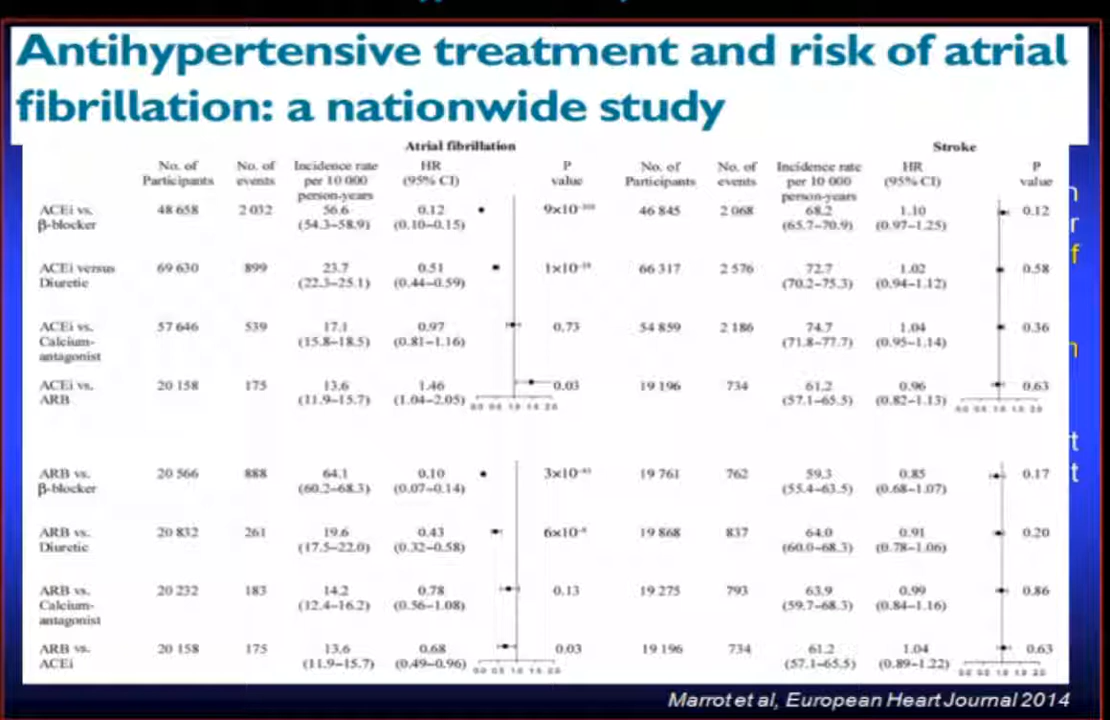 Antihypertensive treatment and risk of atrial
fibrillation: a nationwide study
Atrial fibrillation Stroke
No. of Participants No. of events Incidence rate per 10 000 person-years HR (95% CI) P value No. of Participants No. of events Incidence rate per 10 000 person-years HR (95% CI) P value
ACEi vs. 48 658 2 032 56.6 0.12 46 845 2 068 68.2 1.10 0.12
β-blocker (54.3–58.9) (0.10–0.15) (65.7–70.9) (0.97–1.25)
ACEi versus 69 630 899 23.7 0.51 66 317 2 576 72.7 1.02 0.58
Diuretic (22.3–25.1) (0.44–0.59) (70.2–75.3) (0.94–1.12)
ACEi vs. 57 646 539 17.1 0.97 0.73 54 859 2 186 74.7 1.04 0.36
Calcium- (15.8–18.5) (0.81–1.16) (71.8–77.7) (0.95–1.14)
antagonist
ACEi vs. 20 158 175 13.6 1.46 0.03 19 196 734 61.2 0.96 0.63
ARB (11.9–15.7) (1.04–2.05) (57.1–65.5) (0.82–1.13)
ARB vs. 20 566 888 64.1 0.10 19 761 762 59.3 0.85 0.17
β-blocker (60.2–68.3) (0.07–0.14) (55.4–63.5) (0.68–1.07)
ARB vs. 20 832 261 19.6 0.43 19 868 837 64.0 0.91 0.20
Diuretic (17.5–22.0) (0.32–0.58) (60.0–68.3) (0.78–1.06)
ARB vs. 20 232 183 14.2 0.78 0.13 19 275 793 63.9 0.99 0.86
Calcium- (12.4–16.2) (0.56–1.08) (59.7–68.3) (0.84–1.16)
antagonist
ARB vs. 20 158 175 13.6 0.68 0.03 19 196 734 61.2 1.04 0.63
ACEi (11.9–15.7) (0.49–0.96) (57.1–65.5) (0.89–1.22)
Marrot et al, European Heart Journal 2014